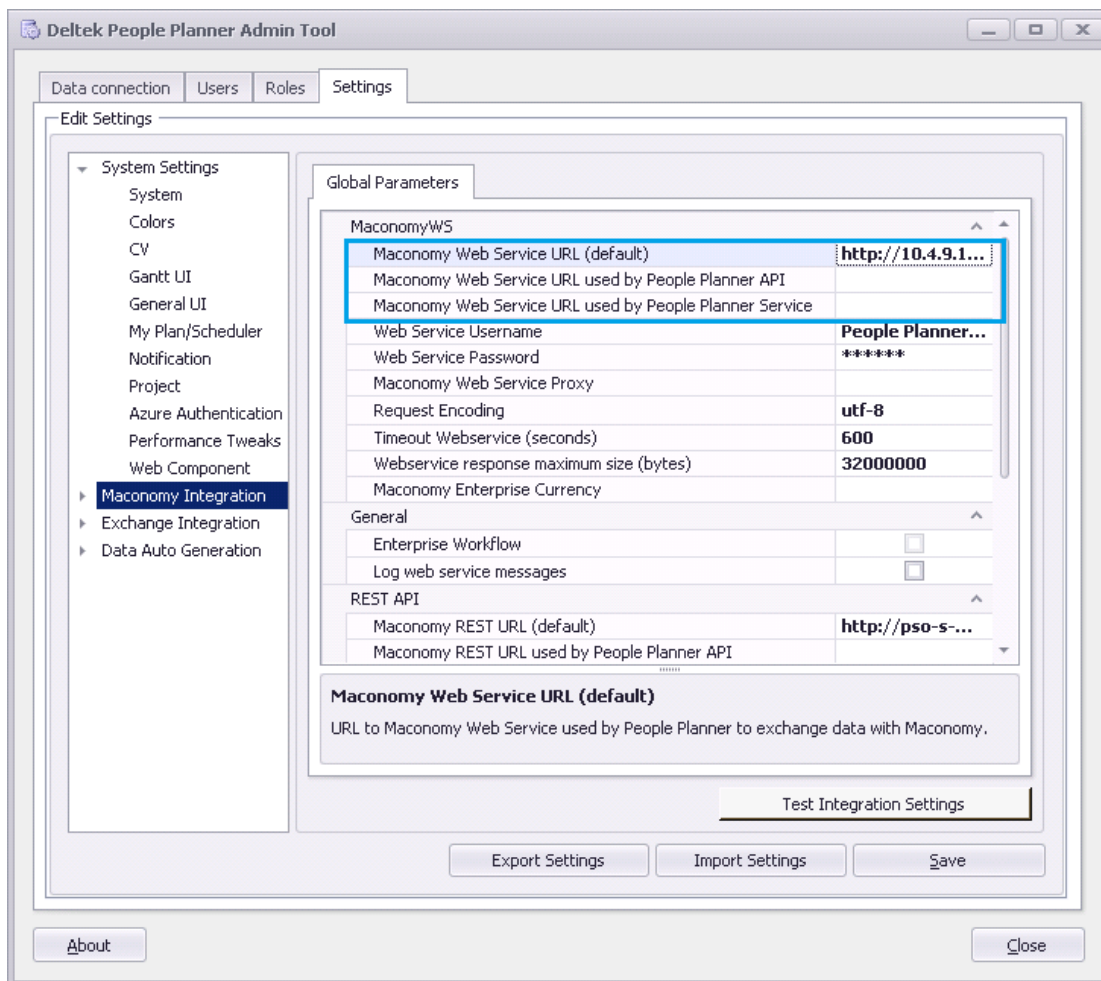 Deltek People Planner Admin Tool
Data connection Users Roles Settings
Edit Settings
System Settings
System
Colors
CV
Gantt UI
General UI
My Plan/Scheduler
Notification
Project
Azure Authentication
Performance Tweaks
Web Component
Maconomy Integration
Exchange Integration
Data Auto Generation
Global Parameters
MaconomyWS
Maconomy Web Service URL (default) http://10.4.9.1...
Maconomy Web Service URL used by People Planner API
Maconomy Web Service URL used by People Planner Service
Web Service Username People Planner...
Web Service Password ******
Maconomy Web Service Proxy
Request Encoding utf-8
Timeout Webservice (seconds) 600
Webservice response maximum size (bytes) 32000000
Maconomy Enterprise Currency
General
Enterprise Workflow
Log web service messages
REST API
Maconomy REST URL (default) http://pso-s-...
Maconomy REST URL used by People Planner API
Maconomy Web Service URL (default)
URL to Maconomy Web Service used by People Planner to exchange data with Maconomy.
Test Integration Settings
Export Settings Import Settings Save
About Close